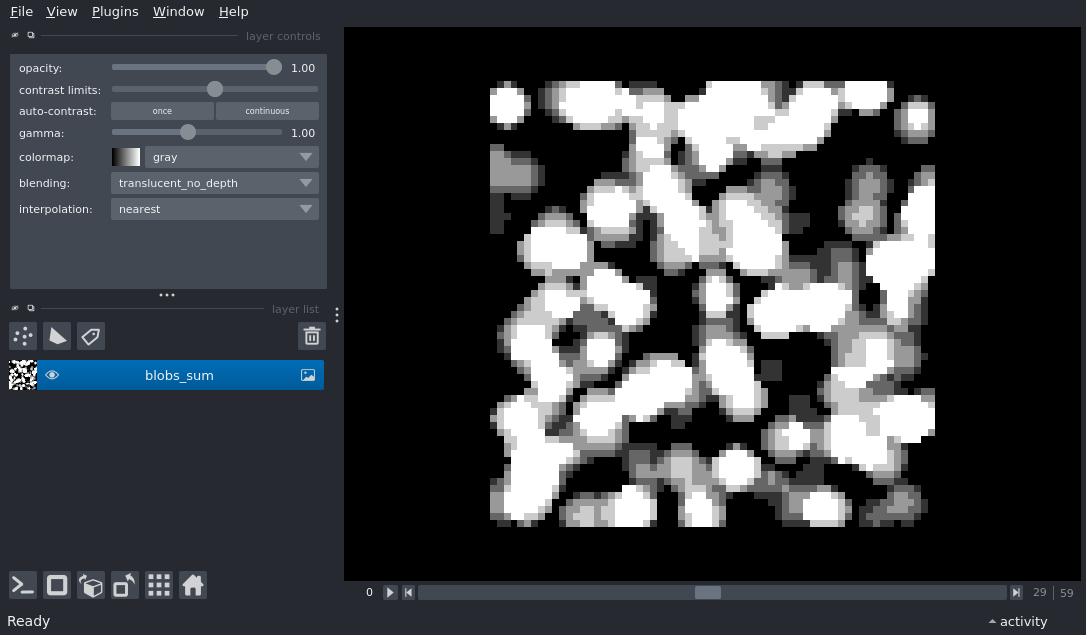 File View Plugins Window Help
layer controls
opacity: 1.00
contrast limits:
auto-contrast: once continuous
gamma: 1.00
colormap: gray
blending: translucent_no_depth
interpolation: nearest
layer list
blobs_sum
0 29 59
Ready
activity